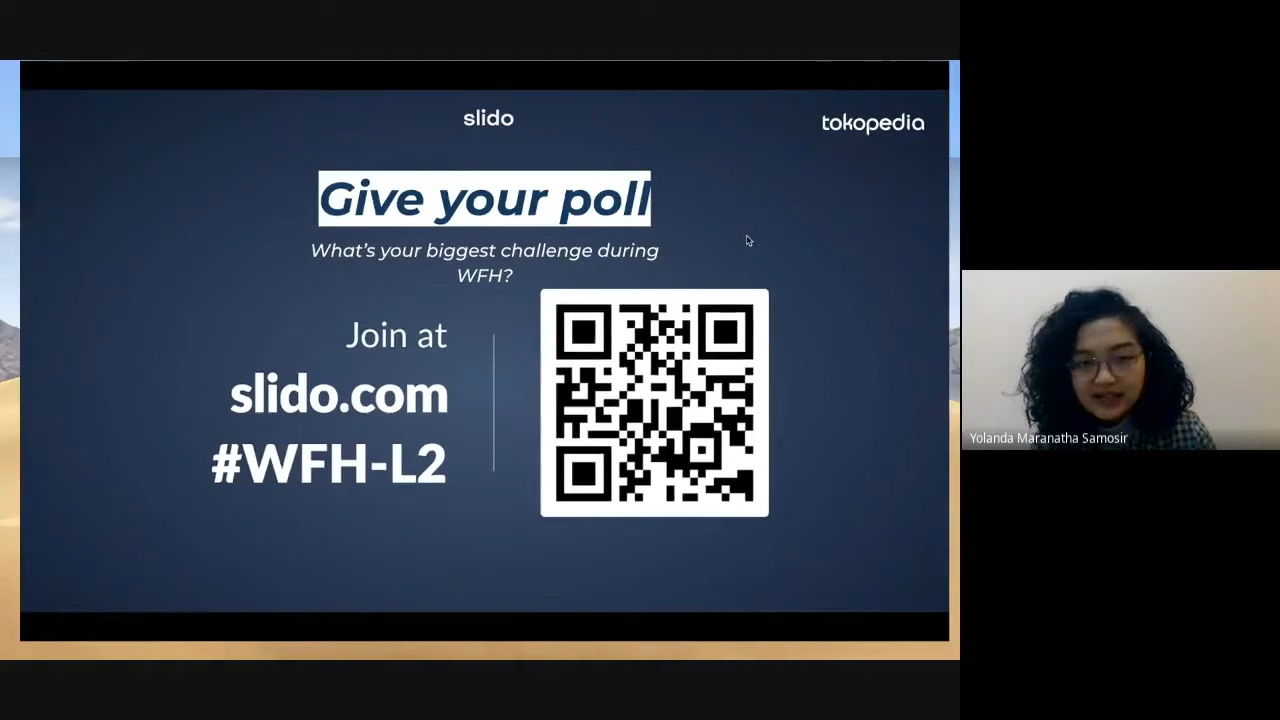 slido
tokopedia
Give your poll
What's your biggest challenge during
WFH?
Join at
slido.com
#WFH-L2
Yolanda Maranatha Samosir